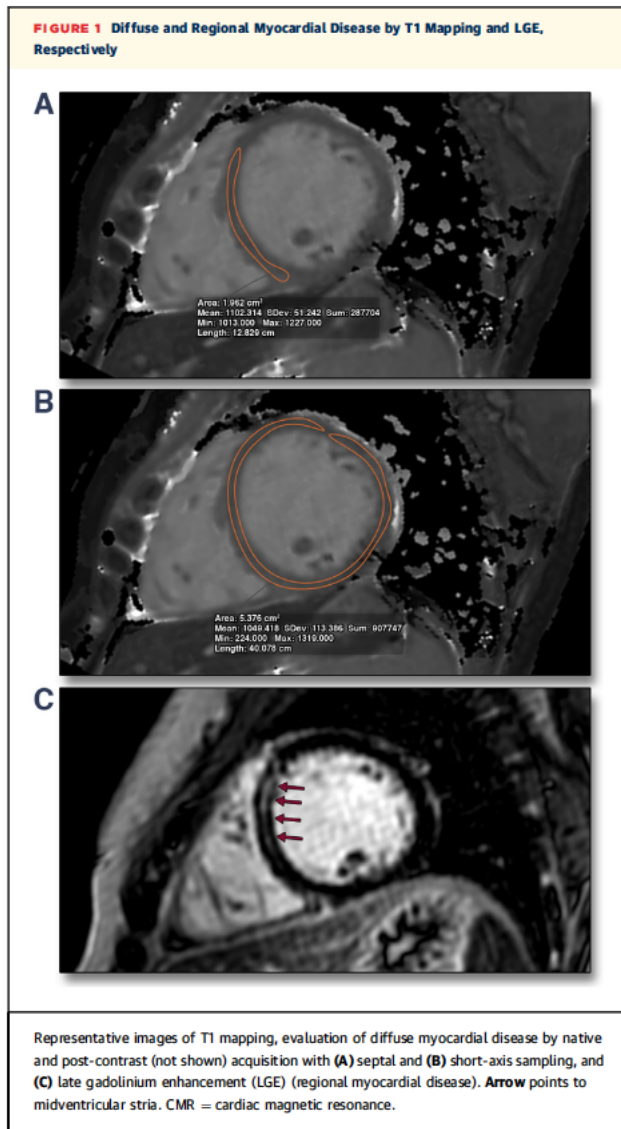 FIGURE 1 Diffuse and Regional Myocardial Disease by T1 Mapping and LGE,
Respectively
A
Area: 1.962 cm²
Mean: 1102.314 SDev: 51.242 Sum: 287704
Min: 1013.000 Max: 1227.000
Length: 12.829 cm
B
Area: 5.376 cm²
Mean: 1049.418 SDev: 113.386 Sum: 907747
Min: 224.000 Max: 1319.000
Length: 40.078 cm
C
Representative images of T1 mapping, evaluation of diffuse myocardial disease by native
and post-contrast (not shown) acquisition with (A) septal and (B) short-axis sampling, and
(C) late gadolinium enhancement (LGE) (regional myocardial disease). Arrow points to
midventricular stria. CMR = cardiac magnetic resonance.